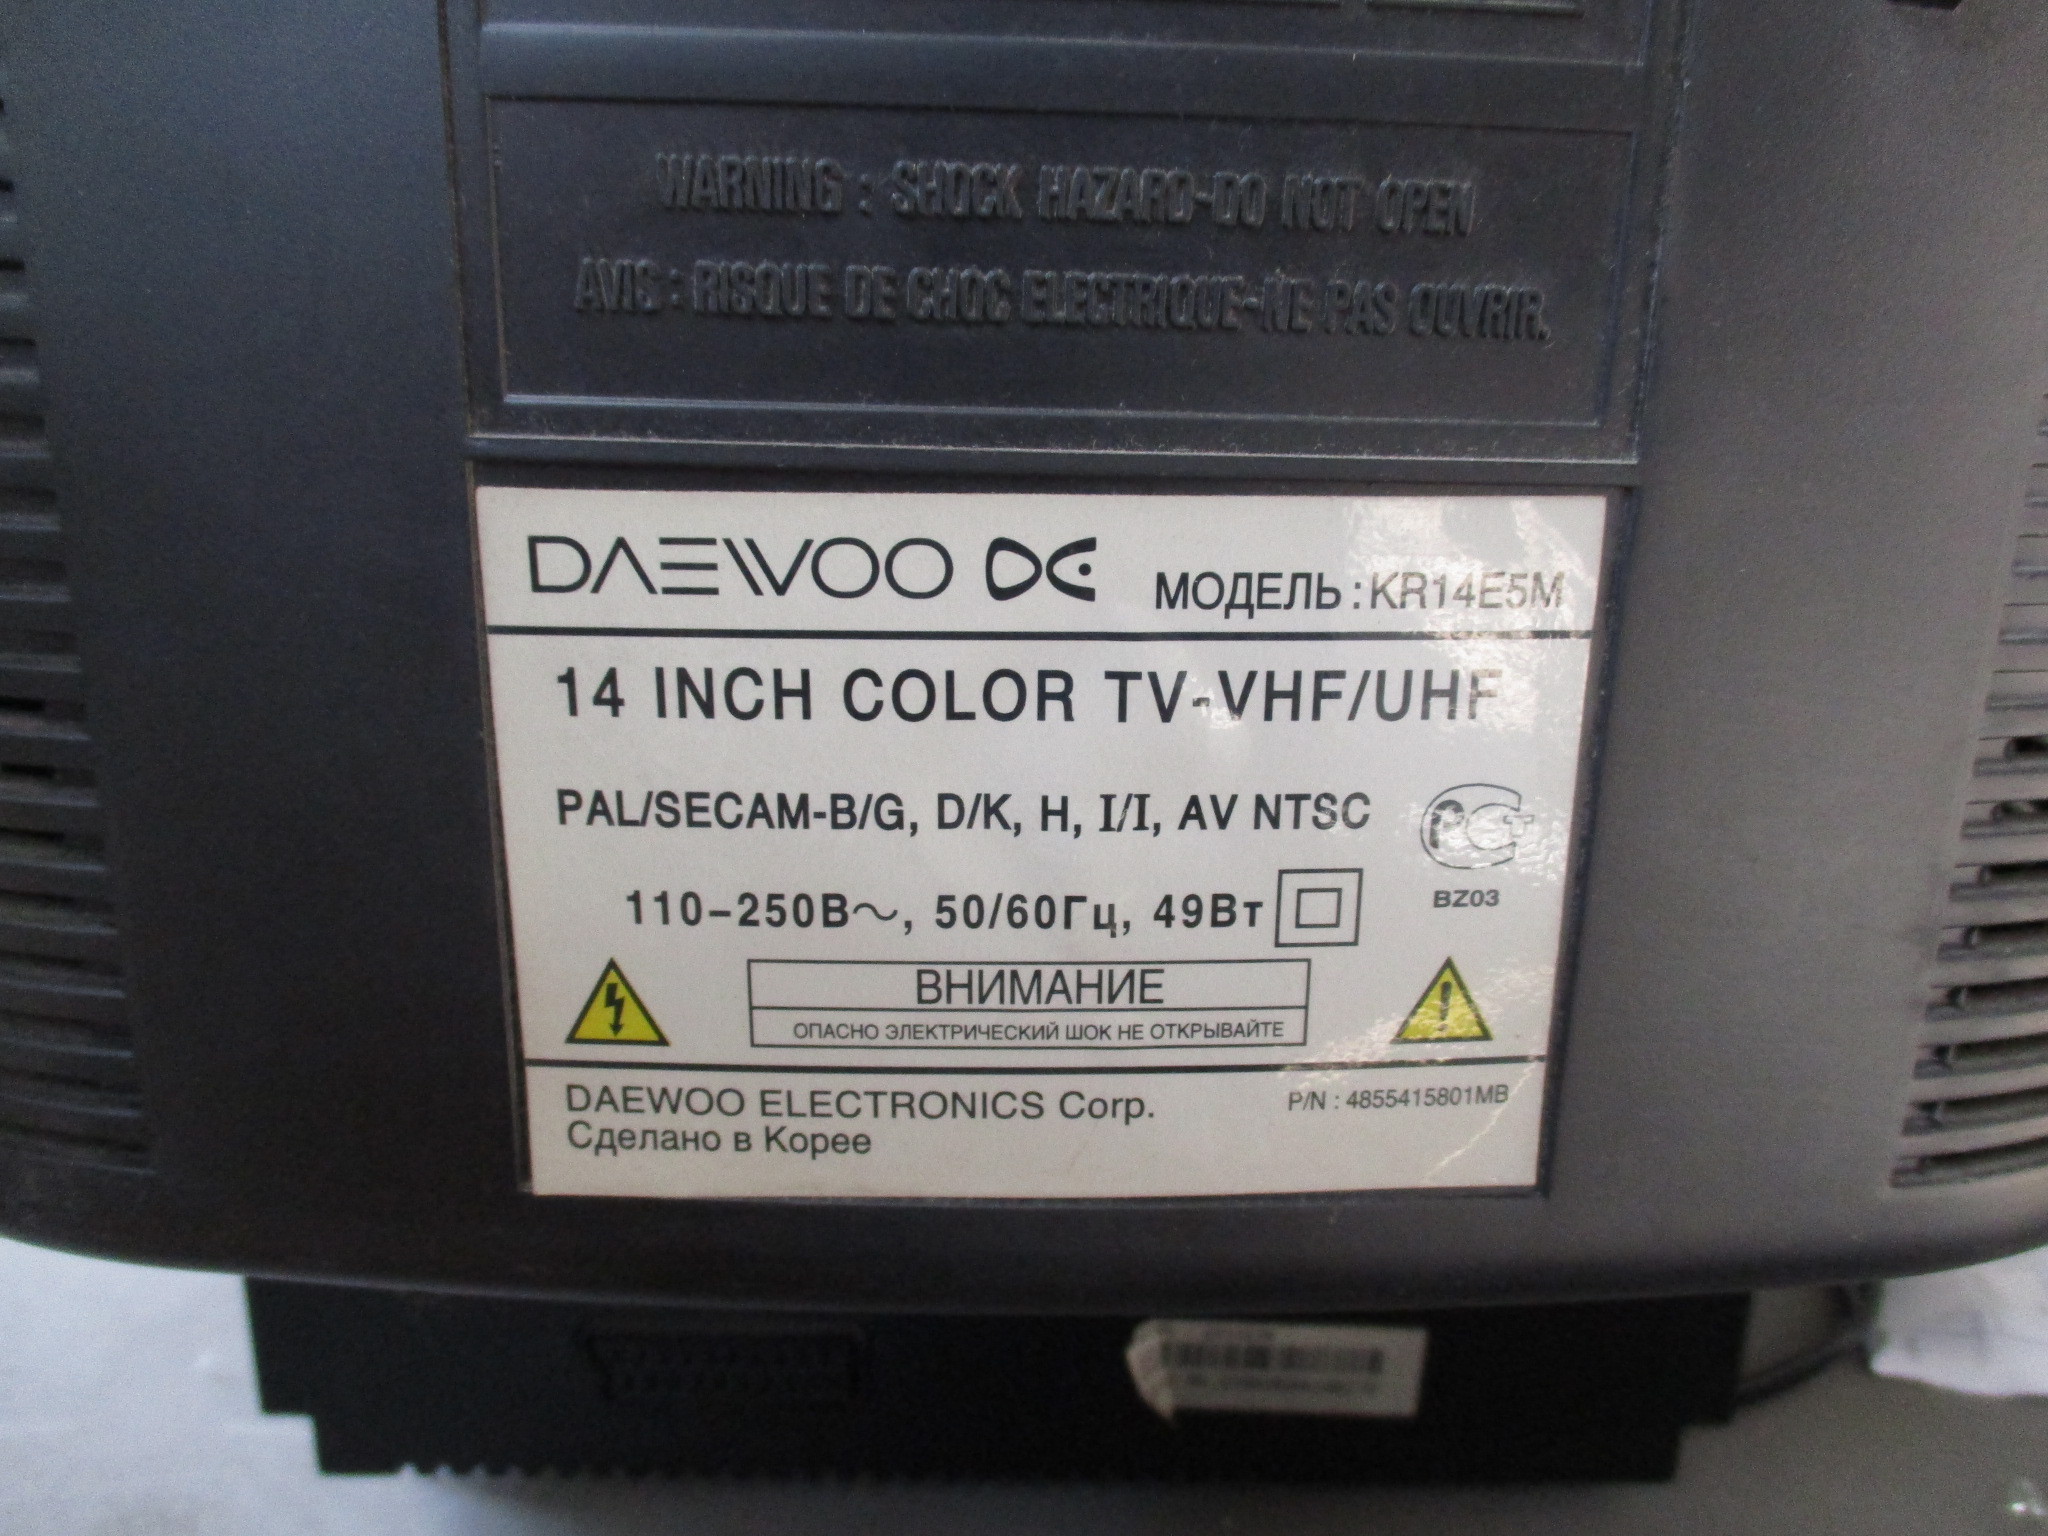 WARNING : SHOCK HAZARD-DO NOT OPEN
AVIS : RISQUE DE CHOC ELECTRIQUE-NE PAS OUVRIR.
DAEWOO
МОДЕЛЬ : KR14E5M
14 INCH COLOR TV-VHF/UHF
PAL/SECAM-B/G, D/K, H, I/I, AV NTSC
PC+
110-250В~, 50/60Гц, 49Вт
BZ03
ВНИМАНИЕ
ОПАСНО ЭЛЕКТРИЧЕСКИЙ ШОК НЕ ОТКРЫВАЙТЕ
DAEWOO ELECTRONICS Corp.
P/N : 4855415801MB
Сделано в Корее